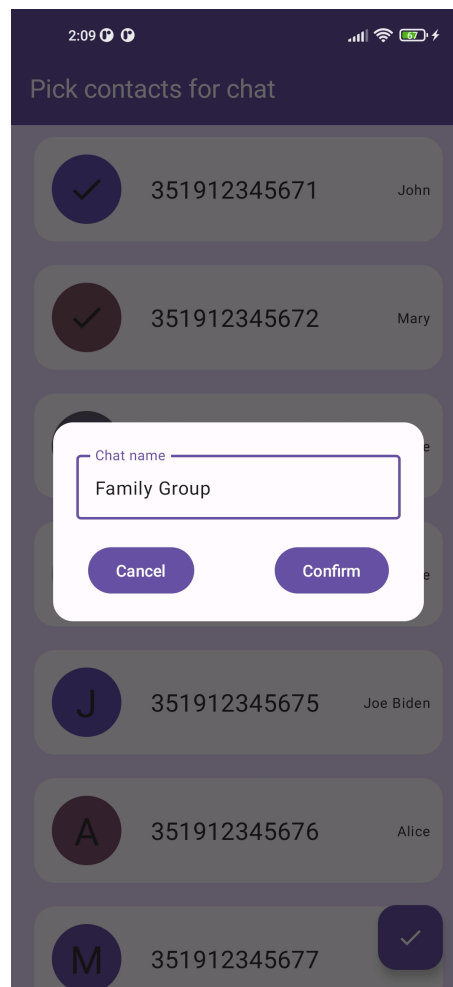 2:09
67
Pick contacts for chat
351912345671 John
351912345672 Mary
Chat name
Family Group
Cancel Confirm
J 351912345675 Joe Biden
A 351912345676 Alice
M 351912345677